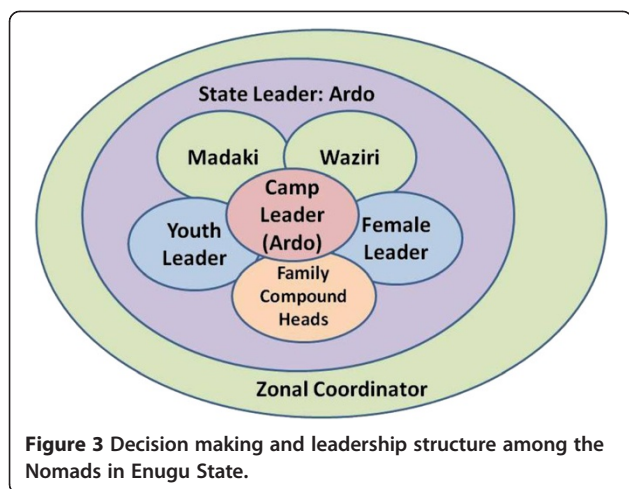 State Leader: Ardo
Madaki
Waziri
Camp
Leader
(Ardo)
Youth
Leader
Female
Leader
Family
Compound
Heads
Zonal Coordinator
Figure 3 Decision making and leadership structure among the
Nomads in Enugu State.